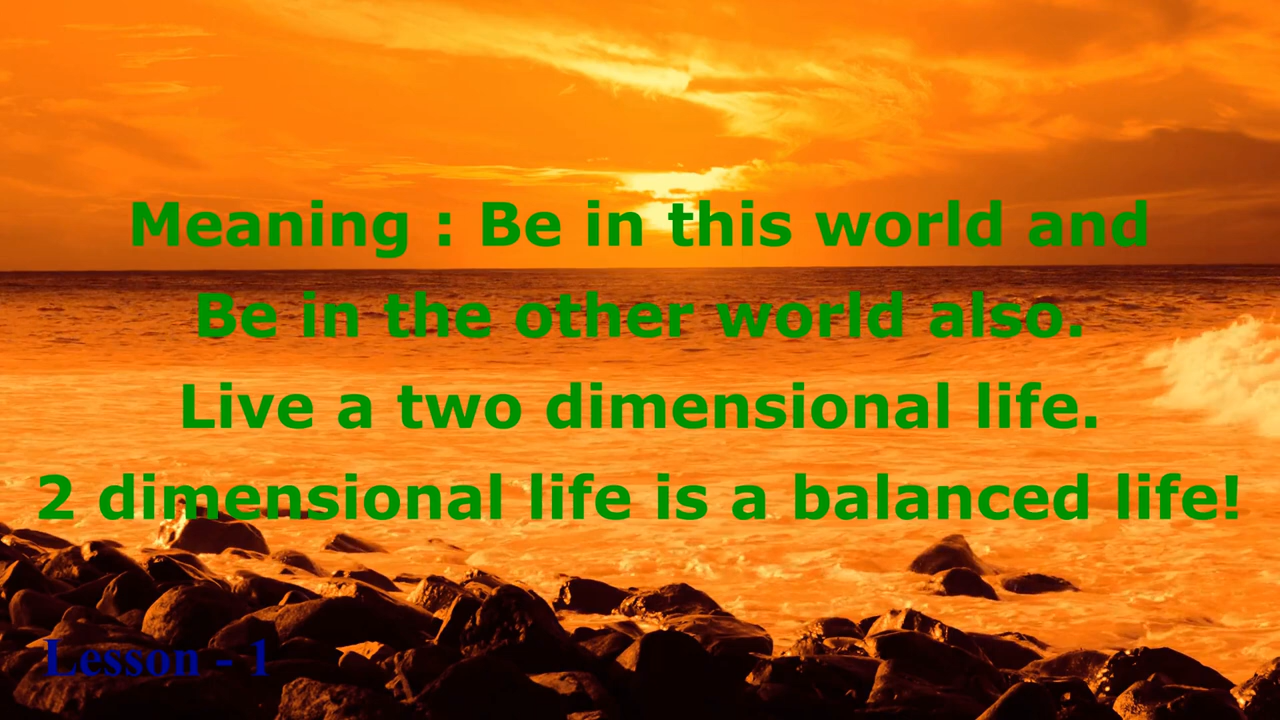 Meaning : Be in this world and
Be in the other world also.
Live a two dimensional life.
2 dimensional life is a balanced life!
Lesson - 1